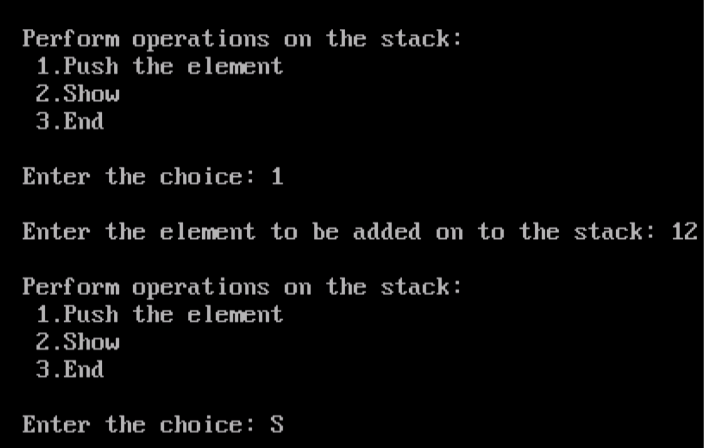 Perform operations on the stack:
1.Push the element
2.Show
3.End
Enter the choice: 1
Enter the element to be added on to the stack: 12
Perform operations on the stack:
1.Push the element
2.Show
3.End
Enter the choice: S